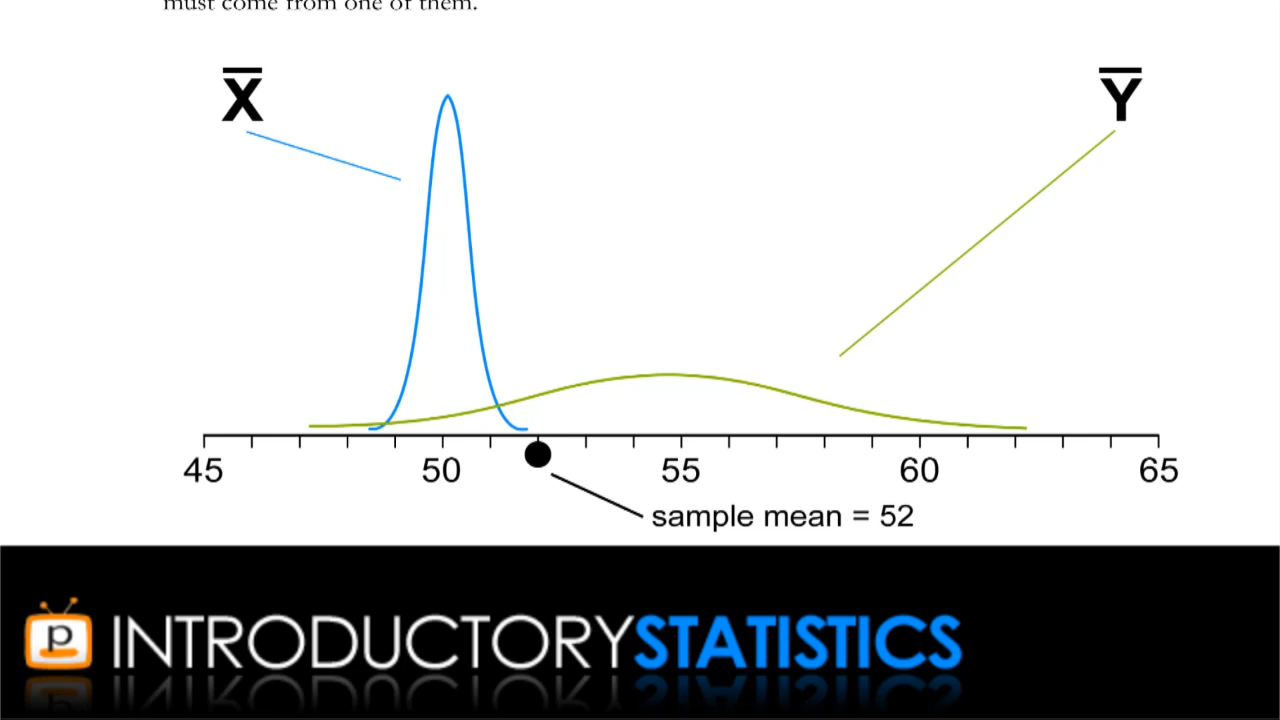 must come from one of them.
X̅ Y̅
45 50 55 60 65
sample mean = 52
p INTRODUCTORYSTATISTICS